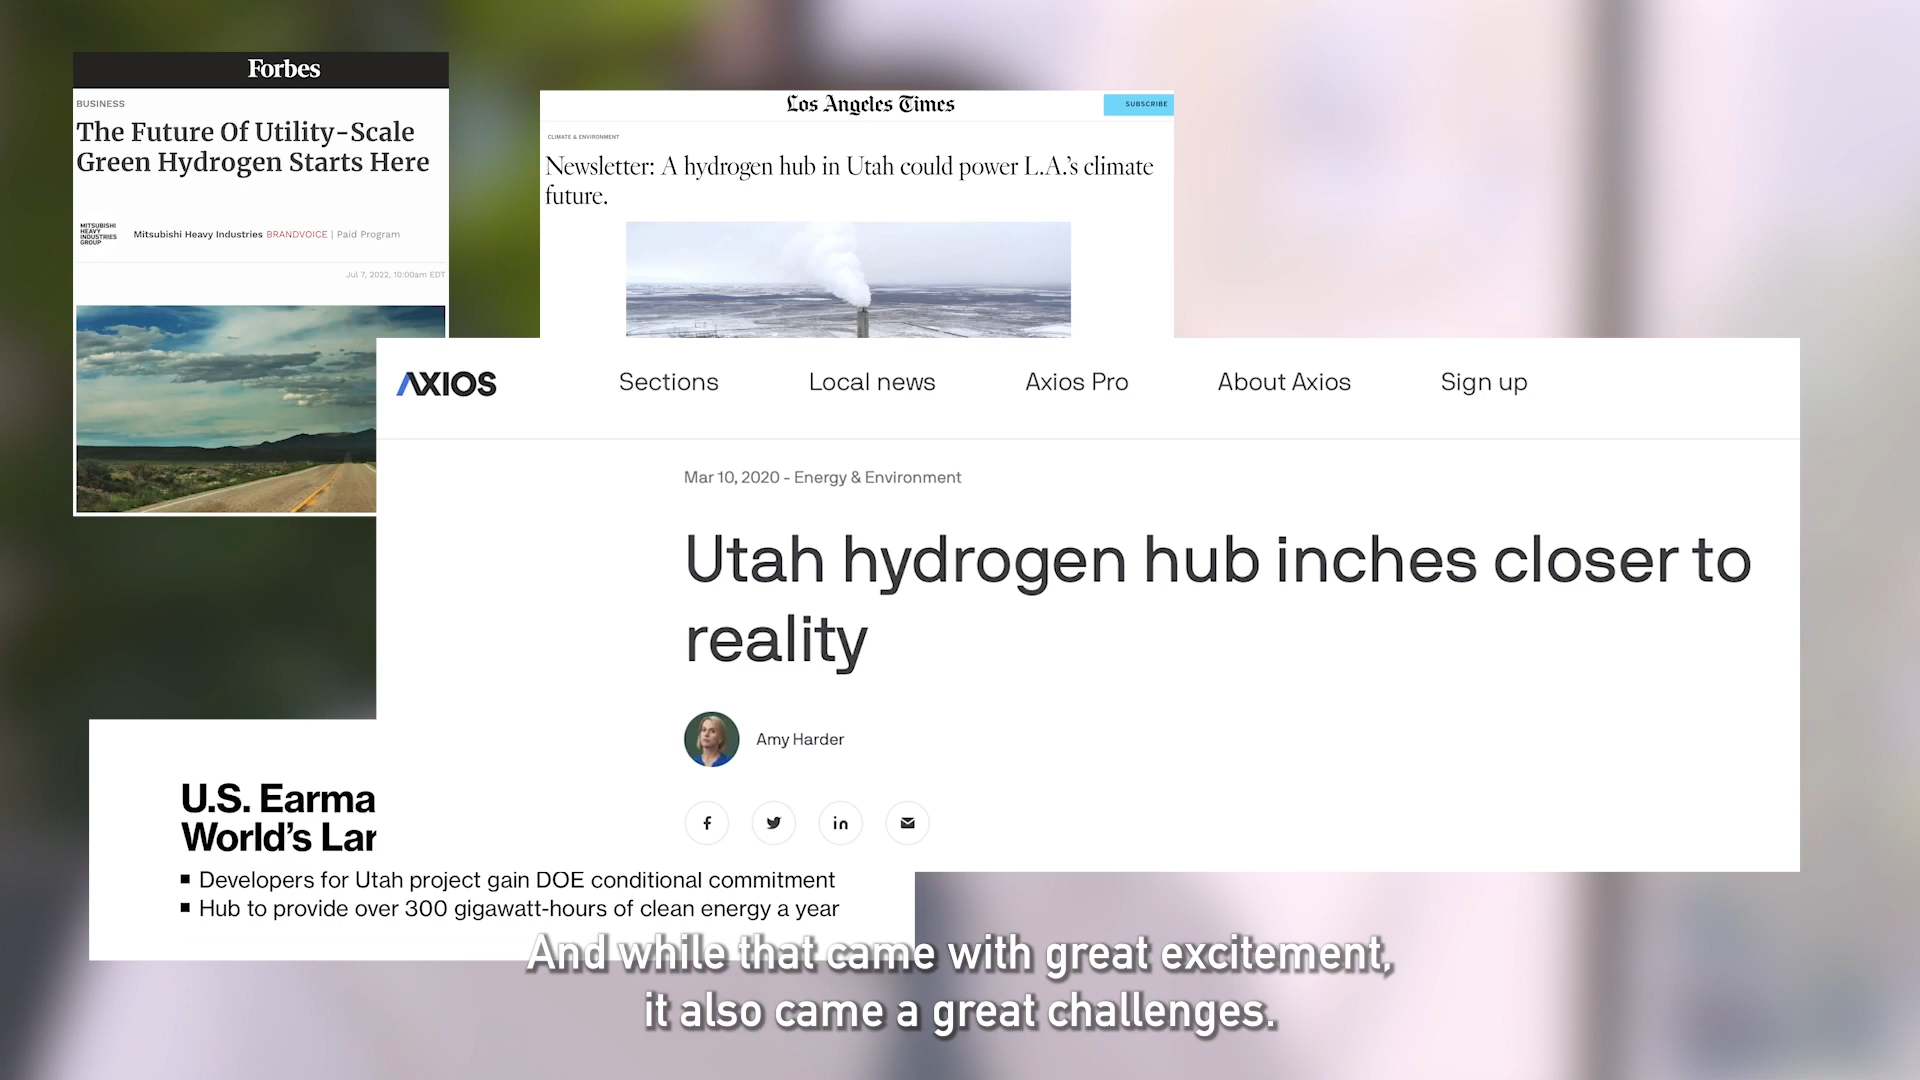 Forbes
BUSINESS
The Future Of Utility-Scale
Green Hydrogen Starts Here
MITSUBISHI
HEAVY
INDUSTRIES
GROUP
Mitsubishi Heavy Industries BRANDVOICE | Paid Program
Jul 7, 2022, 10:00am EDT
Los Angeles Times
SUBSCRIBE
CLIMATE & ENVIRONMENT
Newsletter: A hydrogen hub in Utah could power L.A.'s climate
future.
AXIOS
Sections
Local news
Axios Pro
About Axios
Sign up
Mar 10, 2020 - Energy & Environment
Utah hydrogen hub inches closer to
reality
Amy Harder
f
in
U.S. Earma
World's Lar
▪ Developers for Utah project gain DOE conditional commitment
▪ Hub to provide over 300 gigawatt-hours of clean energy a year
And while that came with great excitement,
it also came a great challenges.